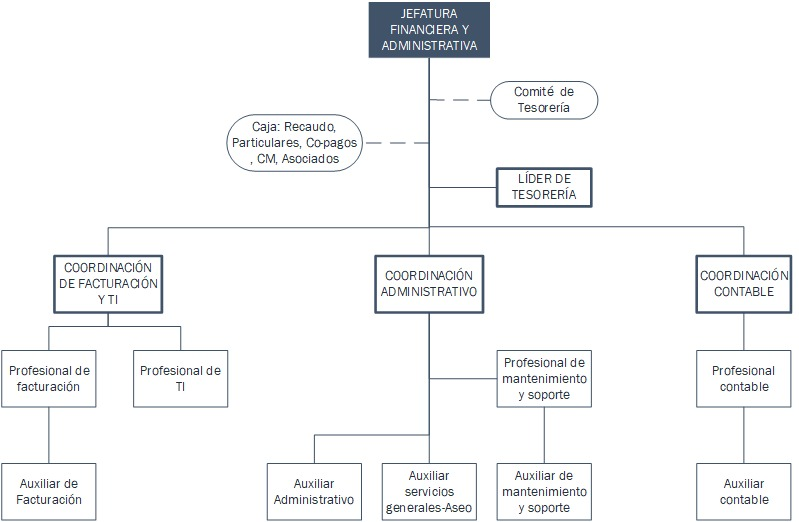 JEFATURA
FINANCIERA Y
ADMINISTRATIVA
Comité de
Tesorería
Caja: Recaudo,
Particulares, Co-pagos
, CM, Asociados
LÍDER DE
TESORERÍA
COORDINACIÓN
DE FACTURACIÓN
Y TI
COORDINACIÓN
ADMINISTRATIVO
COORDINACIÓN
CONTABLE
Profesional de
facturación
Profesional de
TI
Profesional de
mantenimiento
y soporte
Profesional
contable
Auxiliar de
Facturación
Auxiliar
Administrativo
Auxiliar
servicios
generales-Aseo
Auxiliar de
mantenimiento
y soporte
Auxiliar
contable